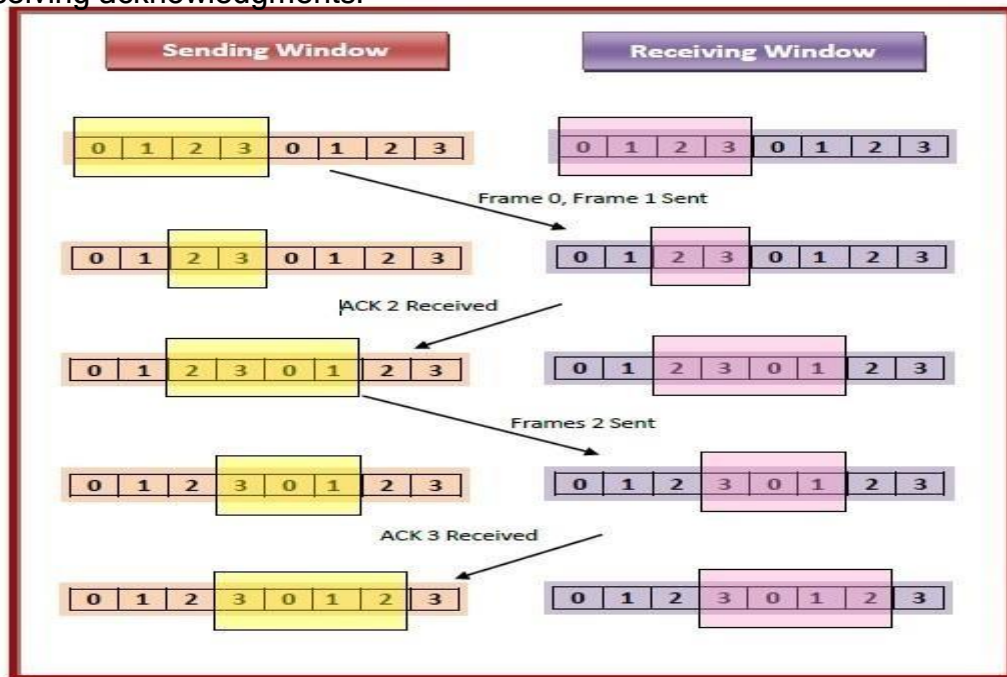 Sending Window Receiving Window
0 1 2 3 0 1 2 3 0 1 2 3 0 1 2 3
Frame 0, Frame 1 Sent
0 1 2 3 0 1 2 3 0 1 2 3 0 1 2 3
ACK 2 Received
0 1 2 3 0 1 2 3 0 1 2 3 0 1 2 3
Frames 2 Sent
0 1 2 3 0 1 2 3 0 1 2 3 0 1 2 3
ACK 3 Received
0 1 2 3 0 1 2 3 0 1 2 3 0 1 2 3